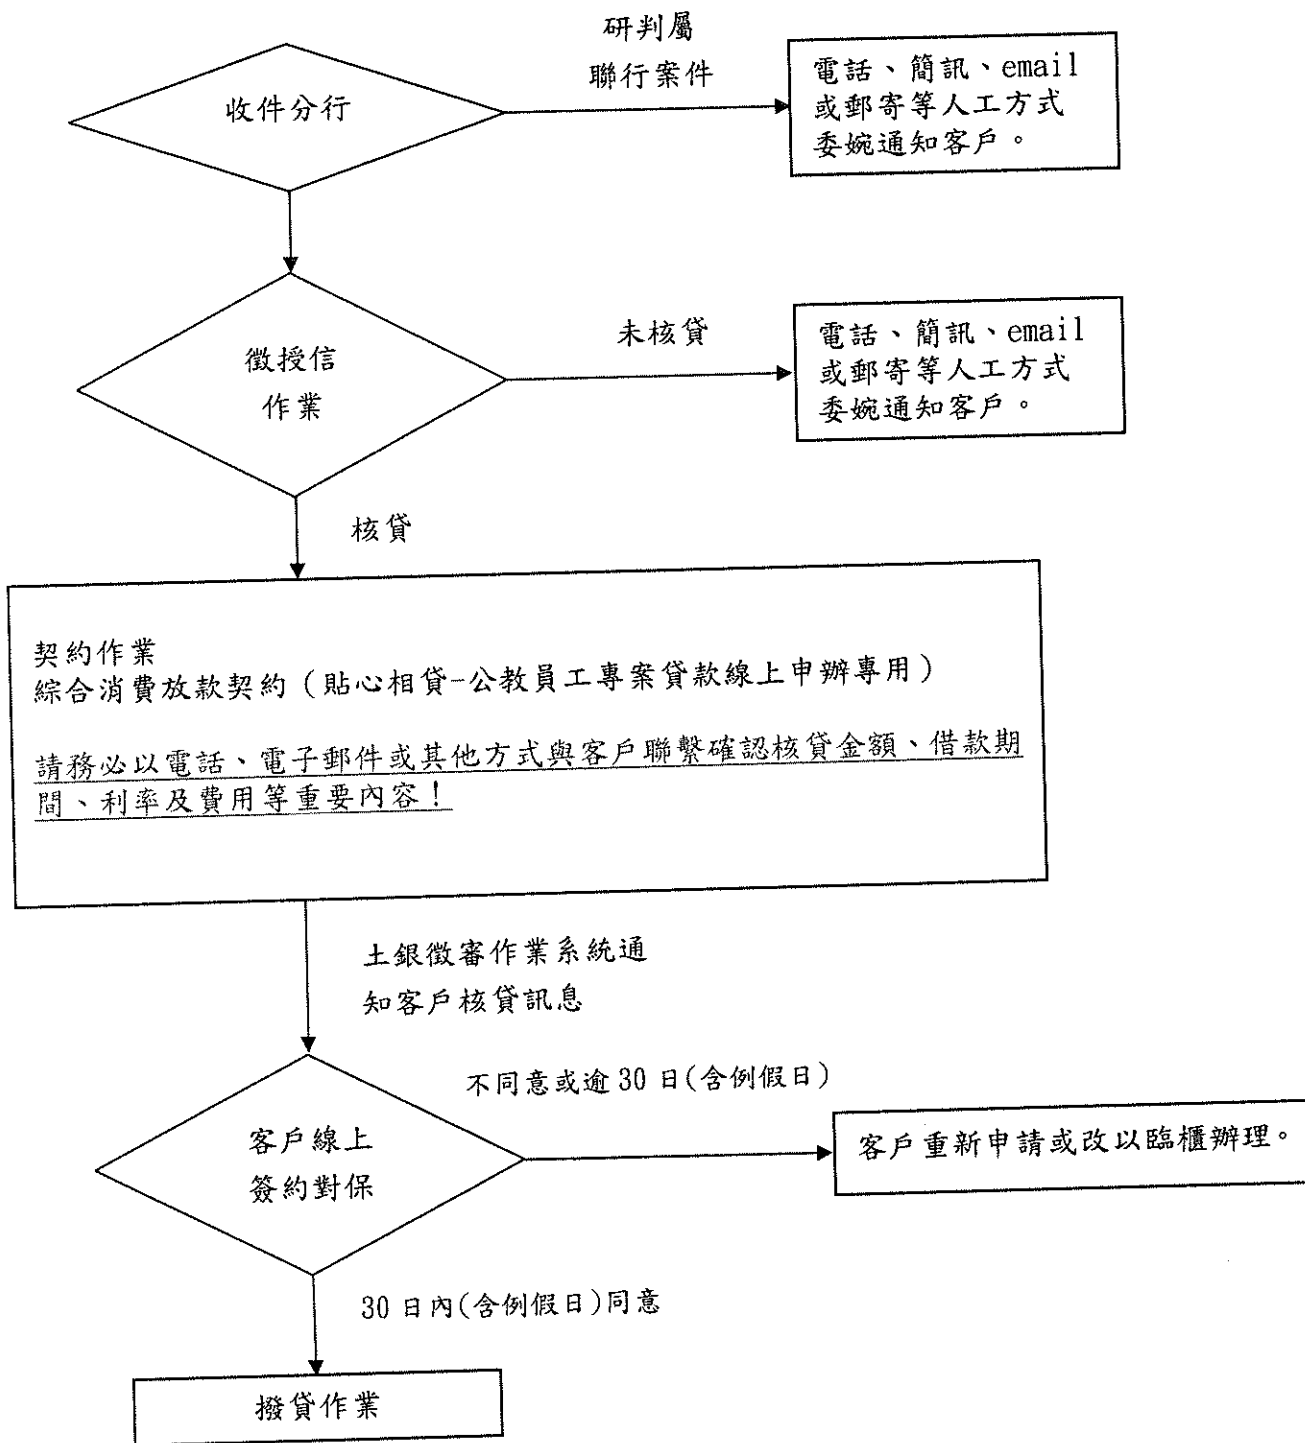 研判屬
聯行案件
收件分行
電話、簡訊、email
或郵寄等人工方式
委婉通知客戶。
徵授信
作業
未核貸
電話、簡訊、email
或郵寄等人工方式
委婉通知客戶。
核貸
契約作業
綜合消費放款契約（貼心相貸-公教員工專案貸款線上申辦專用）
請務必以電話、電子郵件或其他方式與客戶聯繫確認核貸金額、借款期
間、利率及費用等重要內容！
土銀徵審作業系統通
知客戶核貸訊息
不同意或逾30日(含例假日)
客戶線上
簽約對保
客戶重新申請或改以臨櫃辦理。
30日內(含例假日)同意
撥貸作業